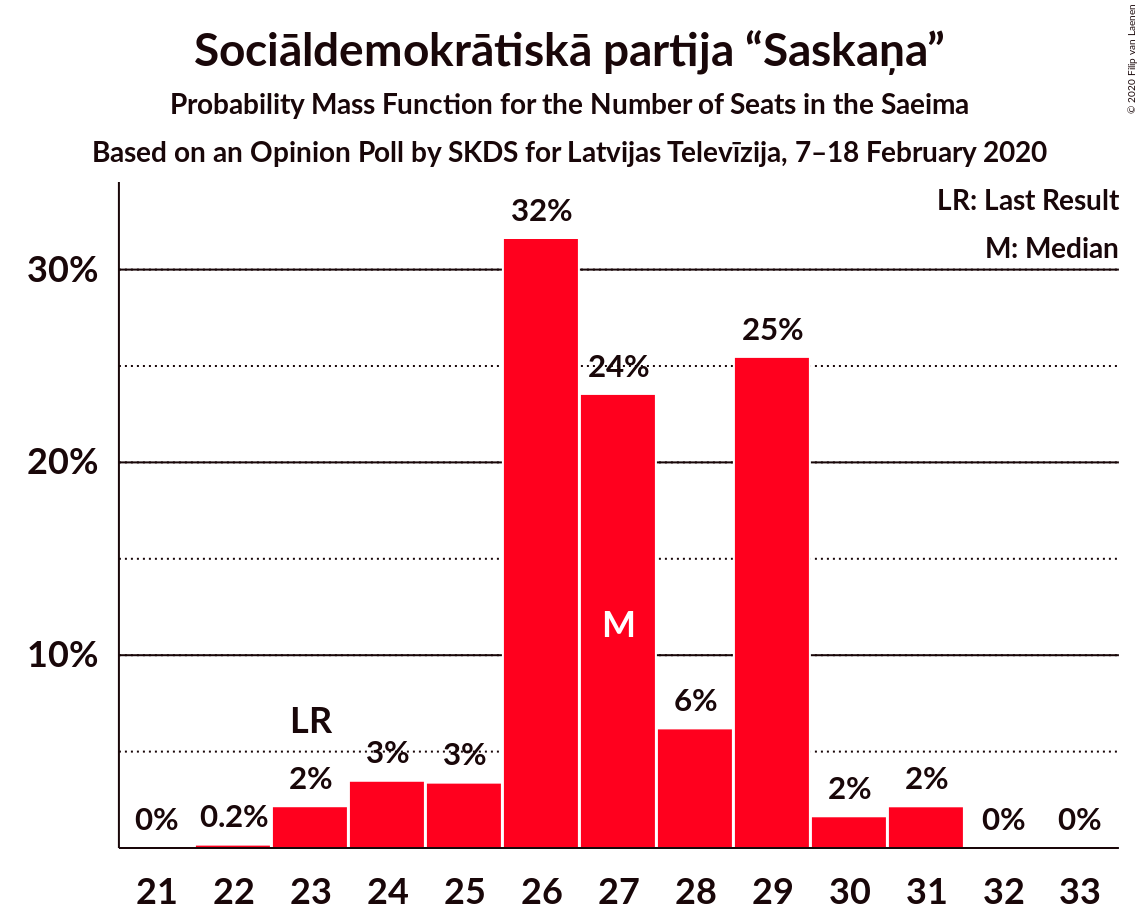 Sociāldemokrātiskā partija “Saskaņa”
Probability Mass Function for the Number of Seats in the Saeima
Based on an Opinion Poll by SKDS for Latvijas Televīzija, 7–18 February 2020
© 2020 Filip van Laenen
LR: Last Result
M: Median
32%
30%
25%
24%
20%
M
10%
6%
LR
3%
3%
2%
2%
2%
0%
0.2%
0%
0%
21 22 23 24 25 26 27 28 29 30 31 32 33